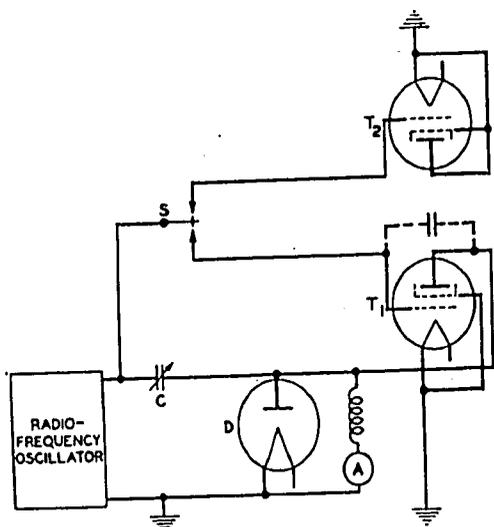 T2
S
T1
C
D
A
RADIO-
FREQUENCY
OSCILLATOR